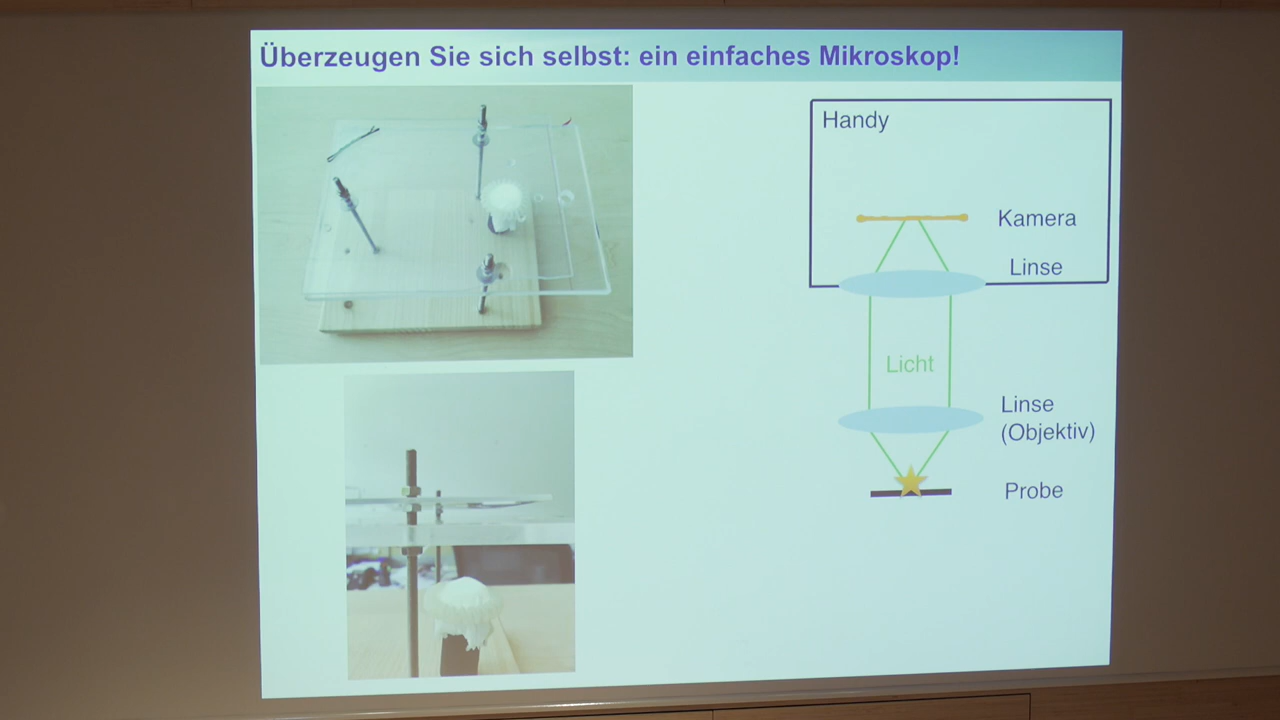 Überzeugen Sie sich selbst: ein einfaches Mikroskop!
Handy
Kamera
Linse
Licht
Linse
(Objektiv)
Probe